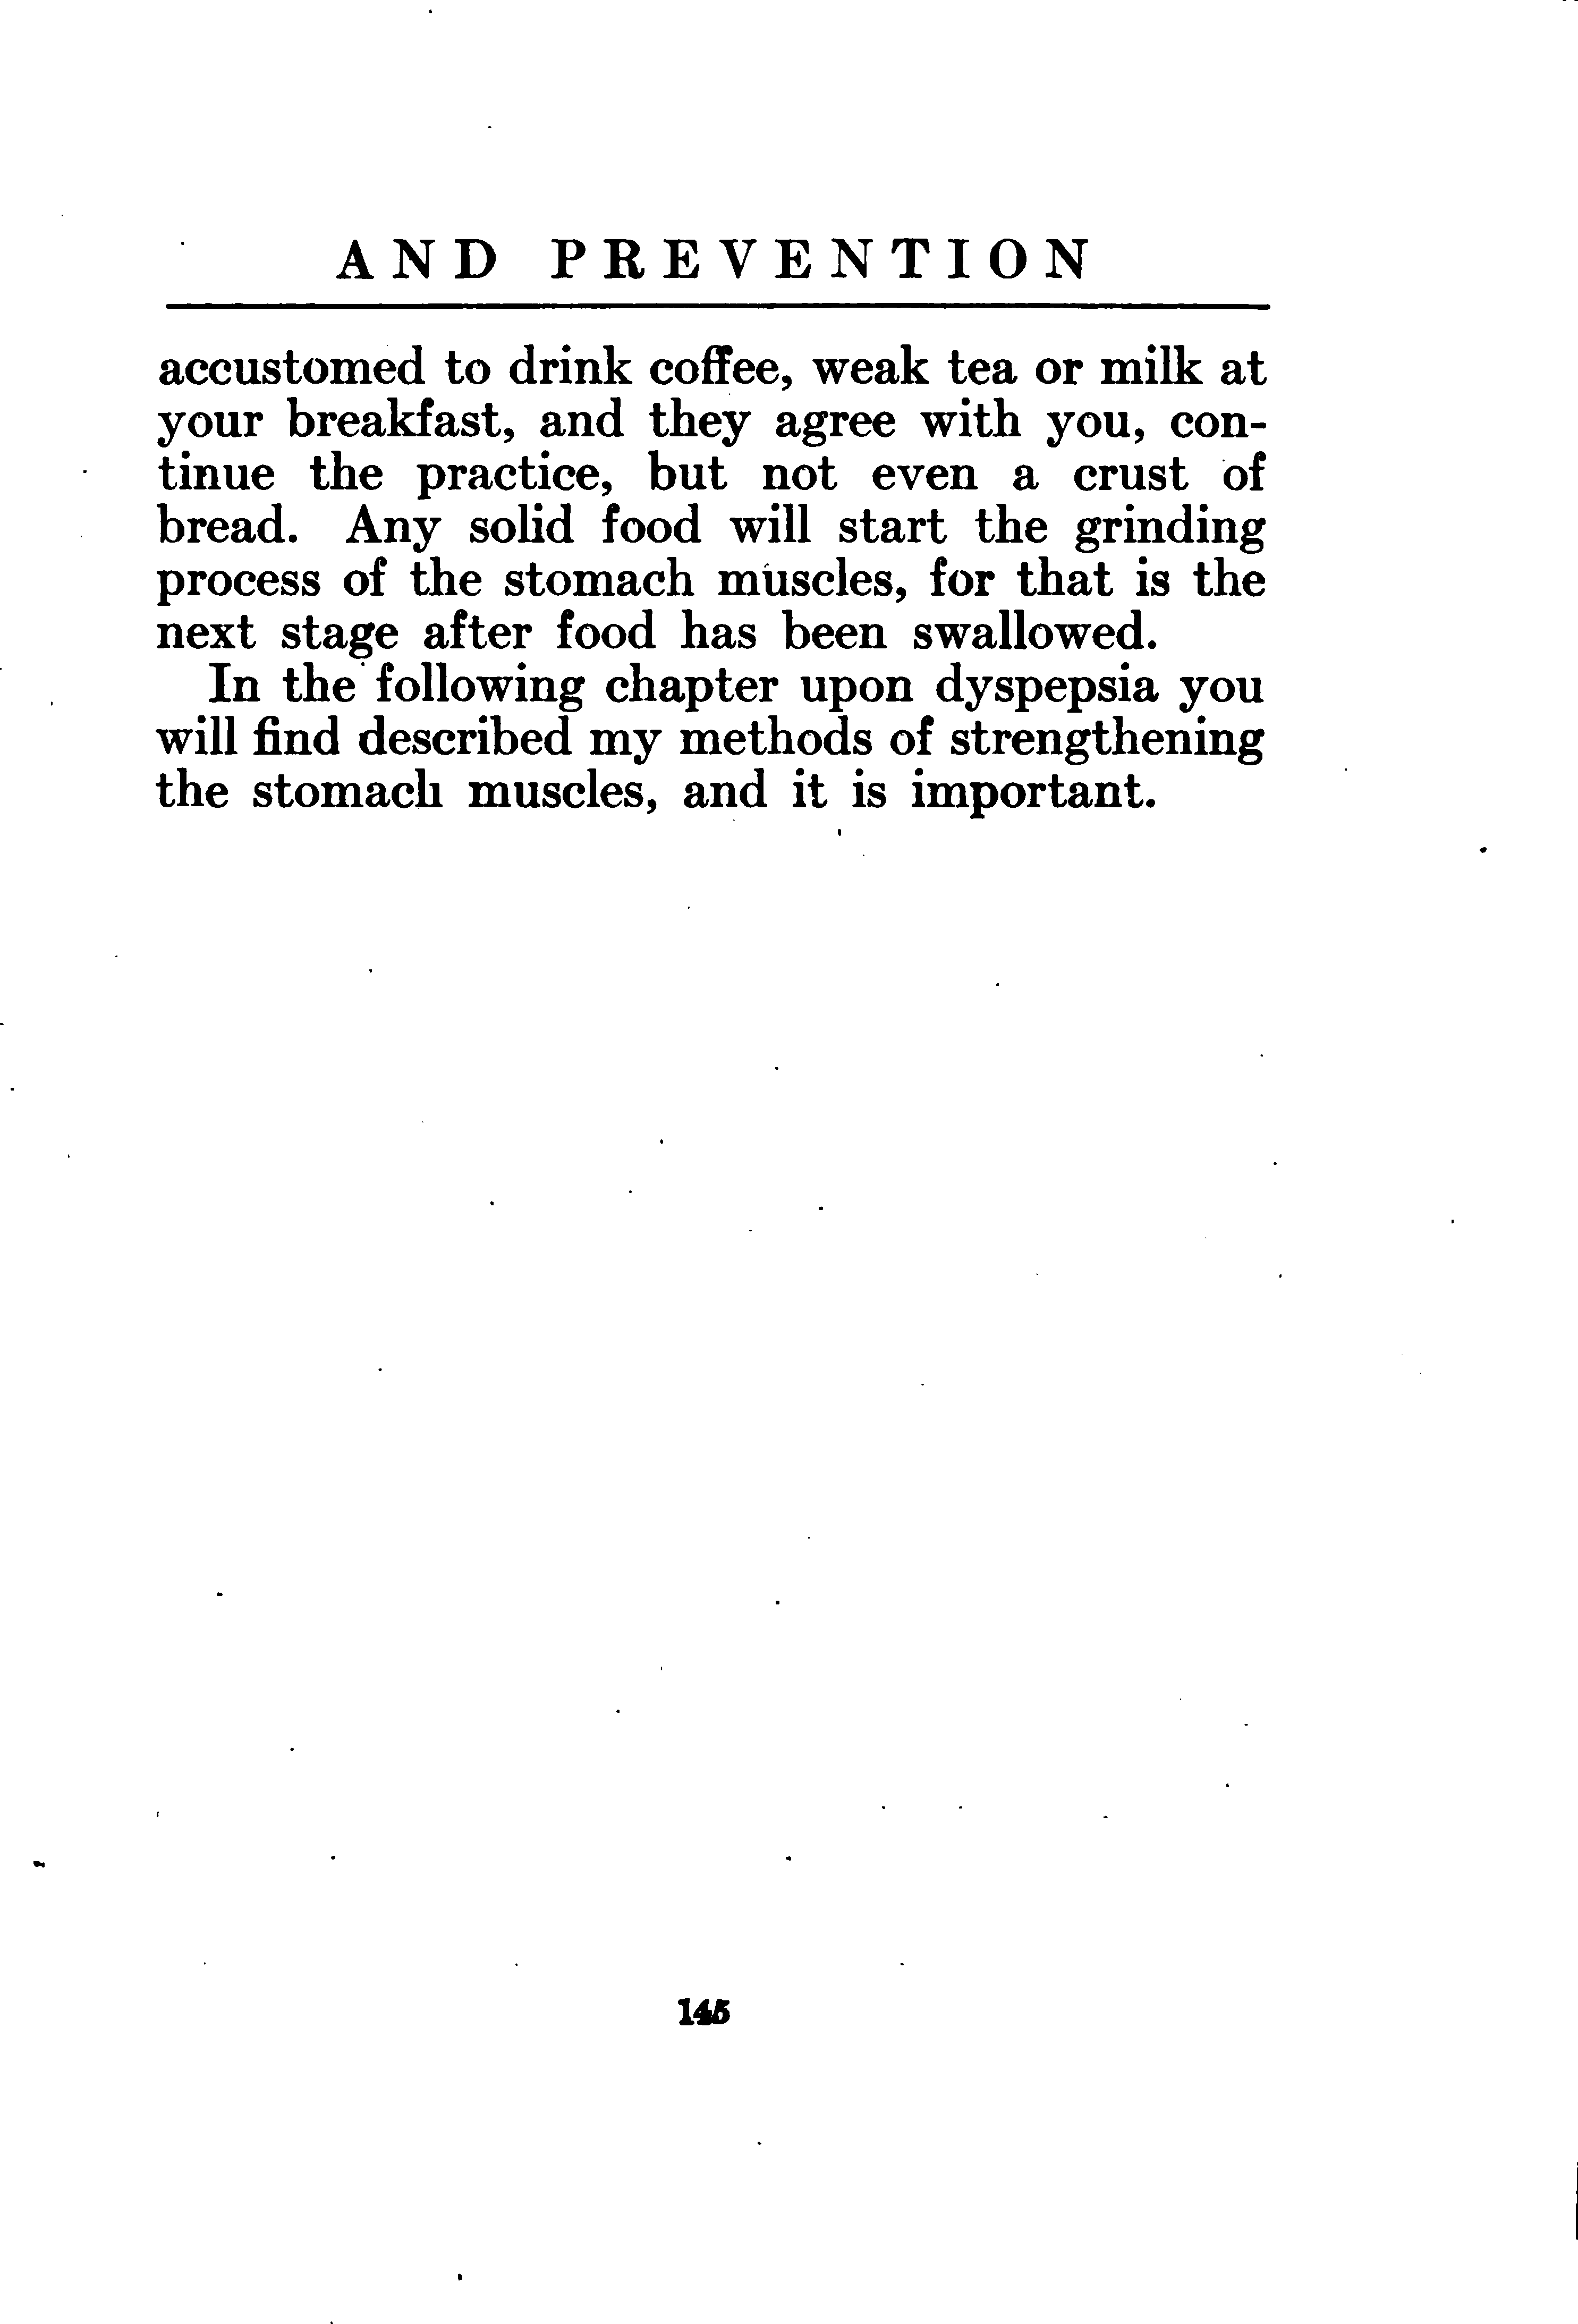 AND PREVENTION
accustomed to drink coffee, weak tea or milk at
your breakfast, and they agree with you, con-
tinue the practice, but not even a crust of
bread. Any solid food will start the grinding
process of the stomach muscles, for that is the
next stage after food has been swallowed.
In the following chapter upon dyspepsia you
will find described my methods of strengthening
the stomach muscles, and it is important.
145